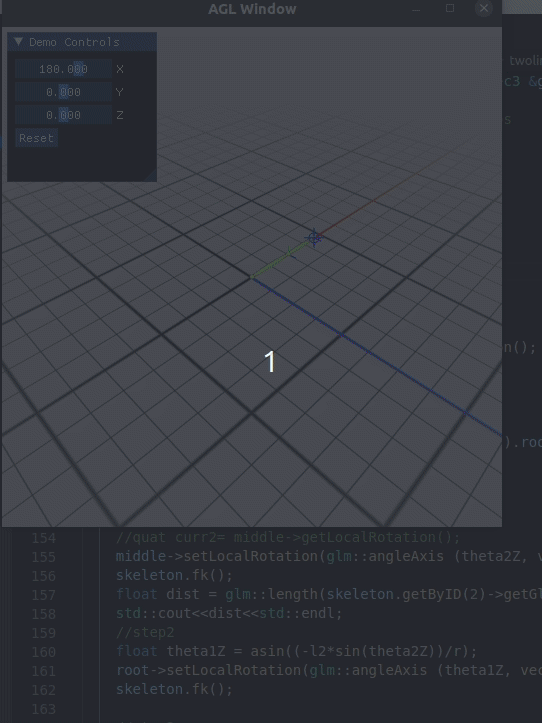 AGL Window
▼ Demo Controls
180.000 X
0.000 Y
0.000 Z
Reset
twolin
c3 &g
s
1
n();
).roo
154 //quat curr2= middle->getLocalRotation();
155 middle->setLocalRotation(glm::angleAxis (theta2Z, v
156 skeleton.fk();
157 float dist = glm::length(skeleton.getByID(2)->getGl
158 std::cout<<dist<<std::endl;
159 //step2
160 float theta1Z = asin((-l2*sin(theta2Z))/r);
161 root->setLocalRotation(glm::angleAxis (theta1Z, vec
162 skeleton.fk();
163